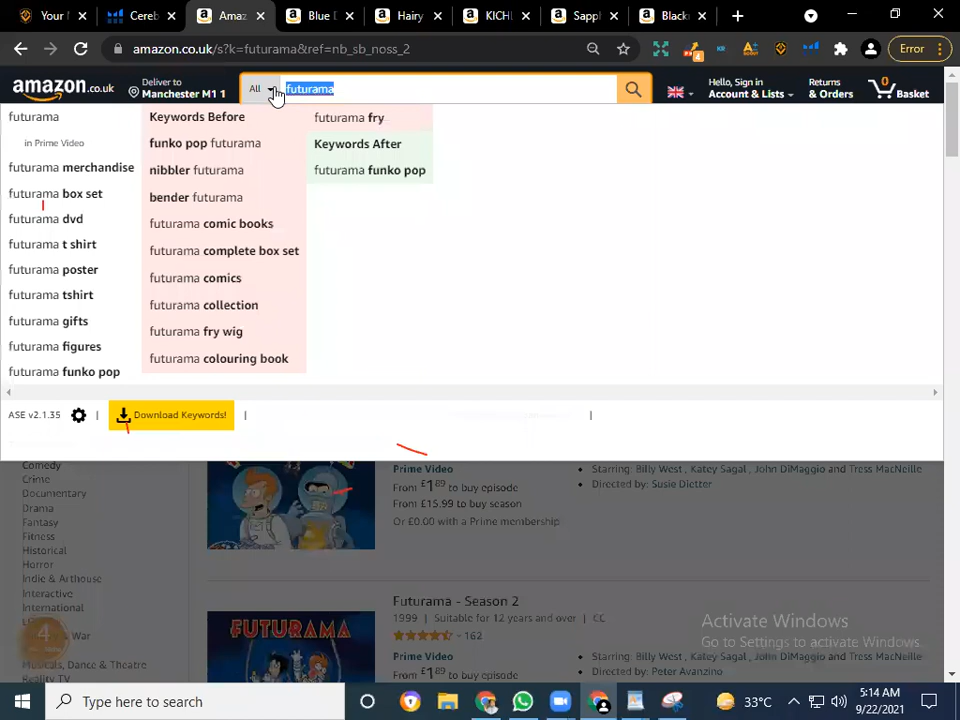 Your N
Cereb
Amaz
Blue D
Hairy
KICHL
Sappl
Black
amazon.co.uk/s?k=futurama&ref=nb_sb_noss_2
4
Error
amazon.co.uk
Deliver to
Manchester M1 1
All
futurama
Hello, Sign in
Account & Lists
Returns
& Orders
0
Basket
futurama
in Prime Video
futurama merchandise
futurama box set
futurama dvd
futurama t shirt
futurama poster
futurama tshirt
futurama gifts
futurama figures
futurama funko pop
Keywords Before
funko pop futurama
nibbler futurama
bender futurama
futurama comic books
futurama complete box set
futurama comics
futurama collection
futurama fry wig
futurama colouring book
futurama fry
Keywords After
futurama funko pop
ASE v2.1.35 | Download Keywords! | |
Comedy
Crime
Documentary
Drama
Fantasy
Fitness
Historical
Horror
Indie & Arthouse
Interactive
International
& War
Musicals, Dance & Theatre
4
Prime Video
From £1.89 to buy episode
From £15.99 to buy season
Or £0.00 with a Prime membership
Starring: Billy West , Katey Sagal , John DiMaggio and Tress MacNeille
Directed by: Susie Dietter
FUTURAMA
Futurama - Season 2
1999 | Suitable for 12 years and over | CC
162
Prime Video
From £1.89 to buy episode
Starring: Billy West , Katey Sagal , John DiMaggio and Tress MacNeille
Directed by: Peter Avanzino
Activate Windows
Go to Settings to activate Windows.
Type here to search
33°C
5:14 AM
9/22/2021